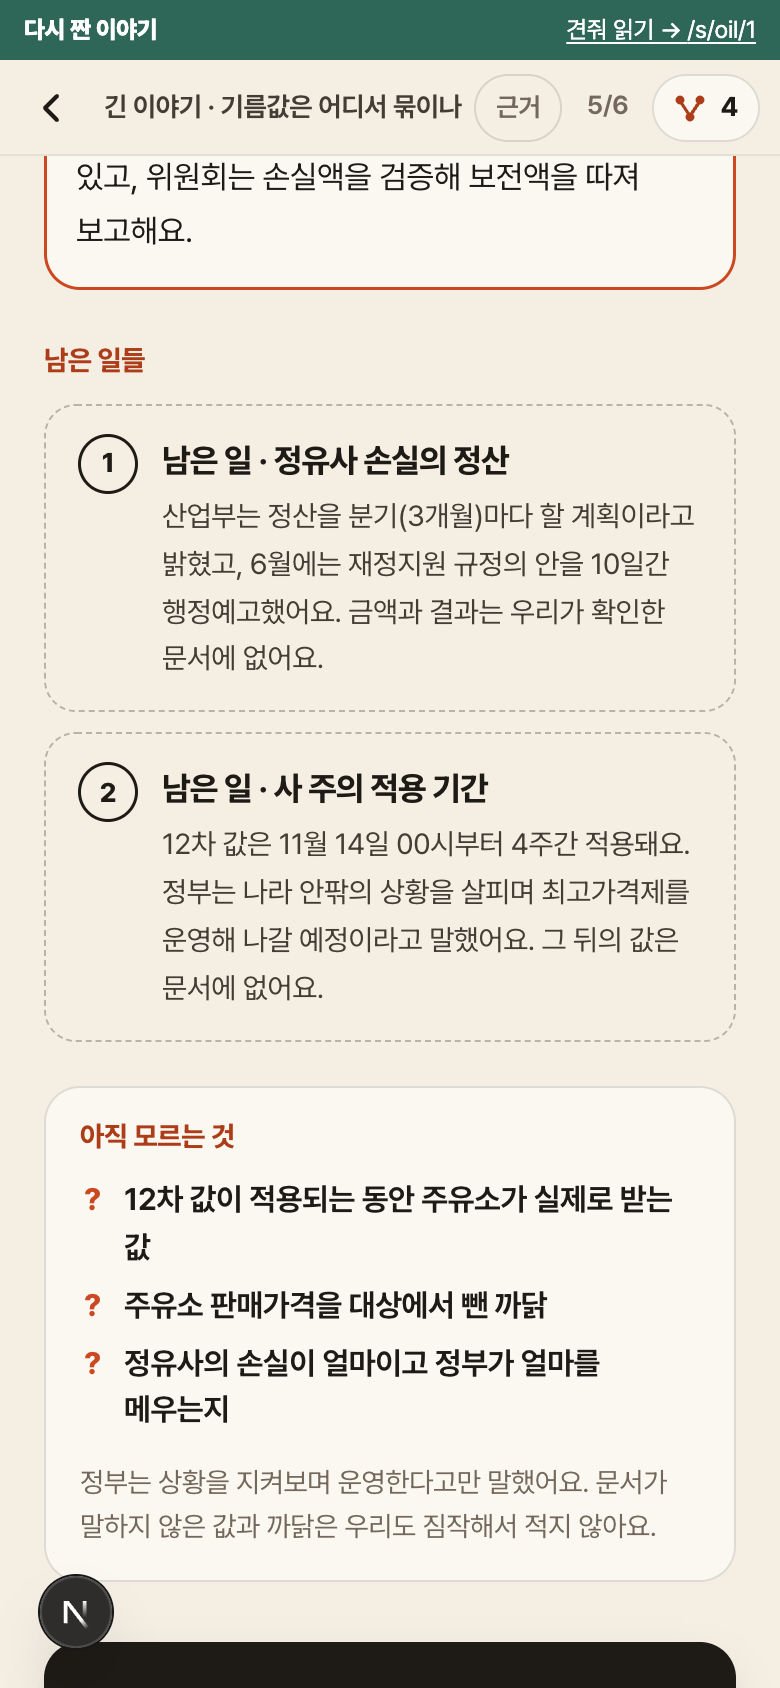 다시 짠 이야기
견줘 읽기 → /s/oil/1
긴 이야기 · 기름값은 어디서 묶이나
근거
5/6
4
있고, 위원회는 손실액을 검증해 보전액을 따져
보고해요.
남은 일들
1
남은 일 · 정유사 손실의 정산
산업부는 정산을 분기(3개월)마다 할 계획이라고
밝혔고, 6월에는 재정지원 규정의 안을 10일간
행정예고했어요. 금액과 결과는 우리가 확인한
문서에 없어요.
2
남은 일 · 사 주의 적용 기간
12차 값은 11월 14일 00시부터 4주간 적용돼요.
정부는 나라 안팎의 상황을 살피며 최고가격제를
운영해 나갈 예정이라고 말했어요. 그 뒤의 값은
문서에 없어요.
아직 모르는 것
? 12차 값이 적용되는 동안 주유소가 실제로 받는
값
? 주유소 판매가격을 대상에서 뺀 까닭
? 정유사의 손실이 얼마이고 정부가 얼마를
메우는지
정부는 상황을 지켜보며 운영한다고만 말했어요. 문서가
말하지 않은 값과 까닭은 우리도 짐작해서 적지 않아요.
N